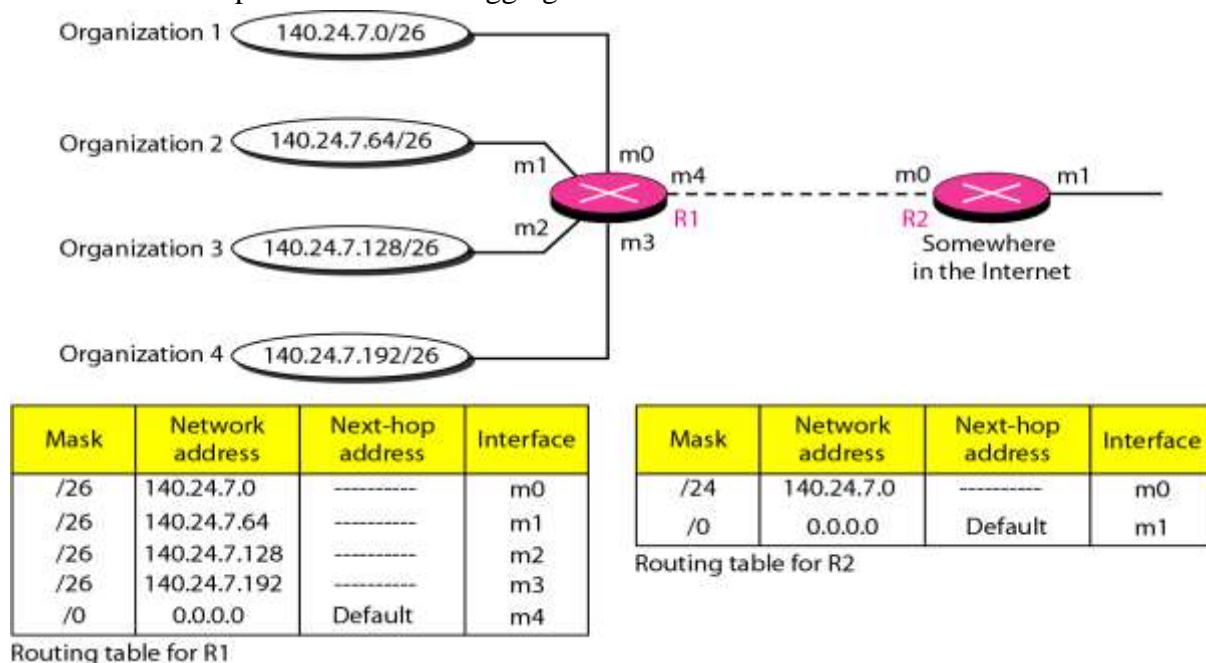 Organization 1 140.24.7.0/26
Organization 2 140.24.7.64/26
m1 m0
m4
m0 m1
R1
R2
m2
m3
Organization 3 140.24.7.128/26
Somewhere
in the Internet
Organization 4 140.24.7.192/26
Mask Network address Next-hop address Interface
/26 140.24.7.0 ---------- m0
/26 140.24.7.64 ---------- m1
/26 140.24.7.128 ---------- m2
/26 140.24.7.192 ---------- m3
/0 0.0.0.0 Default m4
Routing table for R1
Mask Network address Next-hop address Interface
/24 140.24.7.0 ---------- m0
/0 0.0.0.0 Default m1
Routing table for R2